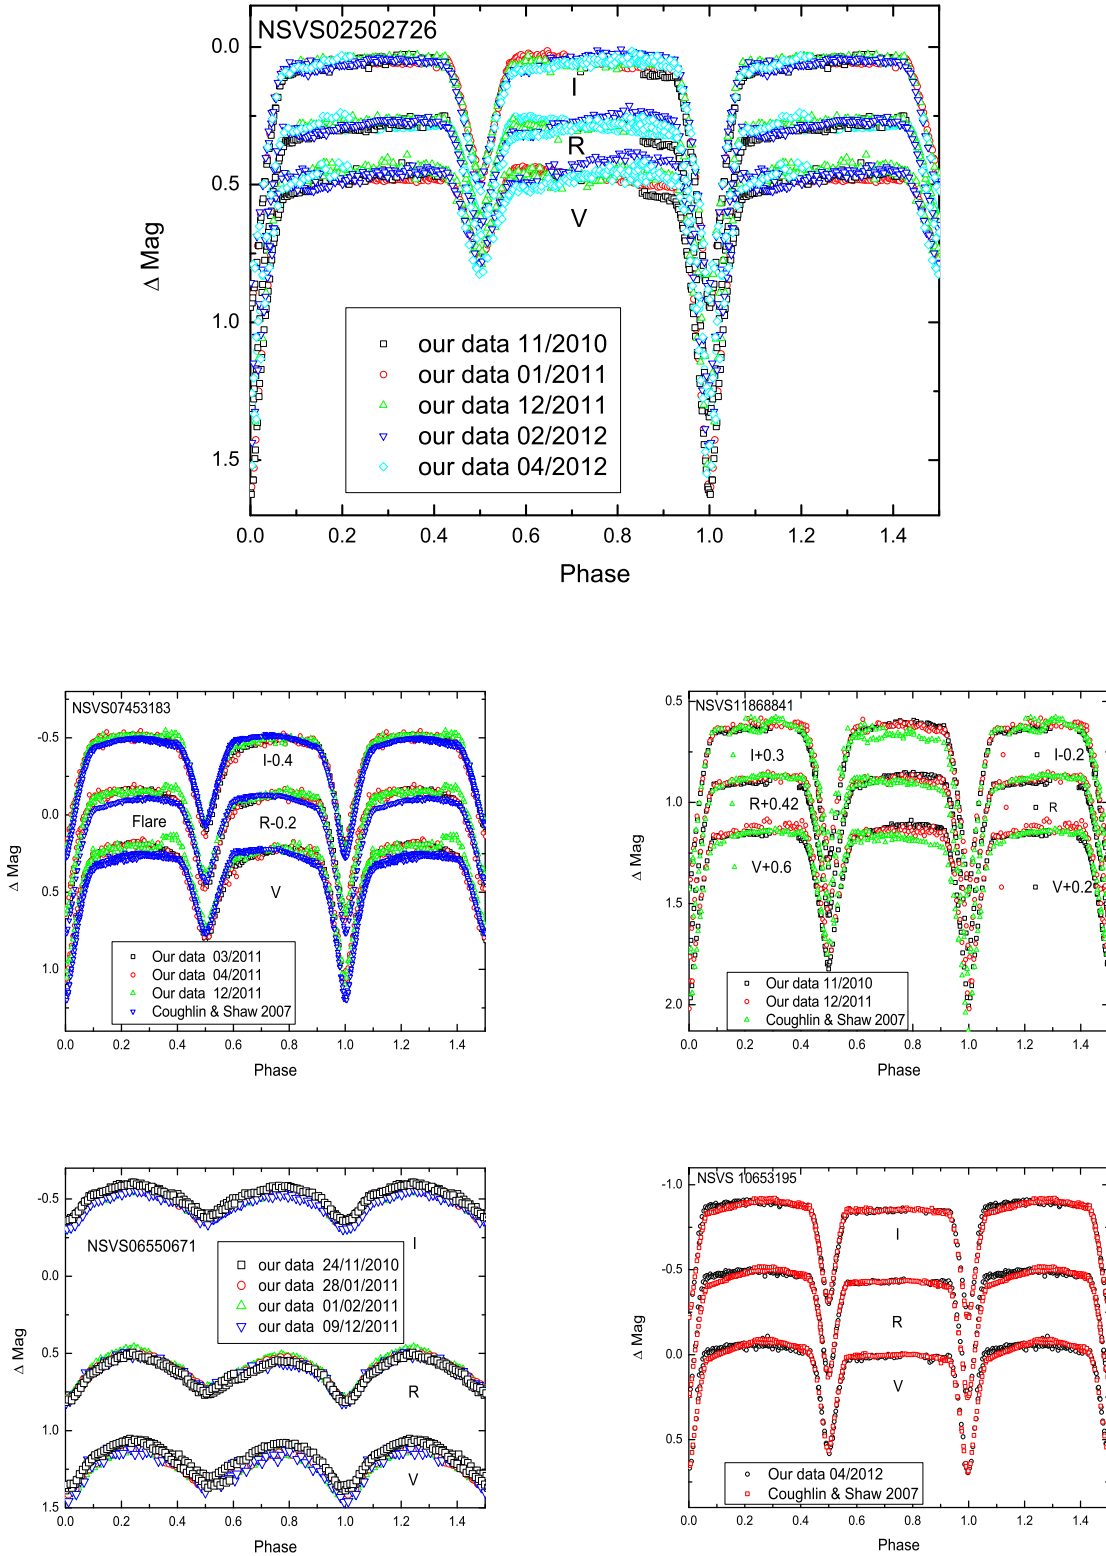 NSVS02502726
0.0
0.5
1.0
1.5
Δ Mag
I
R
V
our data 11/2010
our data 01/2011
our data 12/2011
our data 02/2012
our data 04/2012
0.0 0.2 0.4 0.6 0.8 1.0 1.2 1.4
Phase
NSVS07453183
-0.5
0.0
0.5
1.0
Δ Mag
I-0.4
Flare
R-0.2
V
Our data 03/2011
Our data 04/2011
Our data 12/2011
Coughlin & Shaw 2007
0.0 0.2 0.4 0.6 0.8 1.0 1.2 1.4
Phase
NSVS11868841
0.5
1.0
1.5
2.0
Δ Mag
I+0.3
I-0.2
R+0.42
R
V+0.6
V+0.2
Our data 11/2010
Our data 12/2011
Coughlin & Shaw 2007
0.0 0.2 0.4 0.6 0.8 1.0 1.2 1.4
Phase
-0.5
0.0
0.5
1.0
1.5
Δ Mag
NSVS06550671
I
our data 24/11/2010
our data 28/01/2011
our data 01/02/2011
our data 09/12/2011
R
V
0.0 0.2 0.4 0.6 0.8 1.0 1.2 1.4
Phase
NSVS 10653195
-1.0
-0.5
0.0
0.5
Δ Mag
I
R
V
Our data 04/2012
Coughlin & Shaw 2007
0.0 0.2 0.4 0.6 0.8 1.0 1.2 1.4
Phase